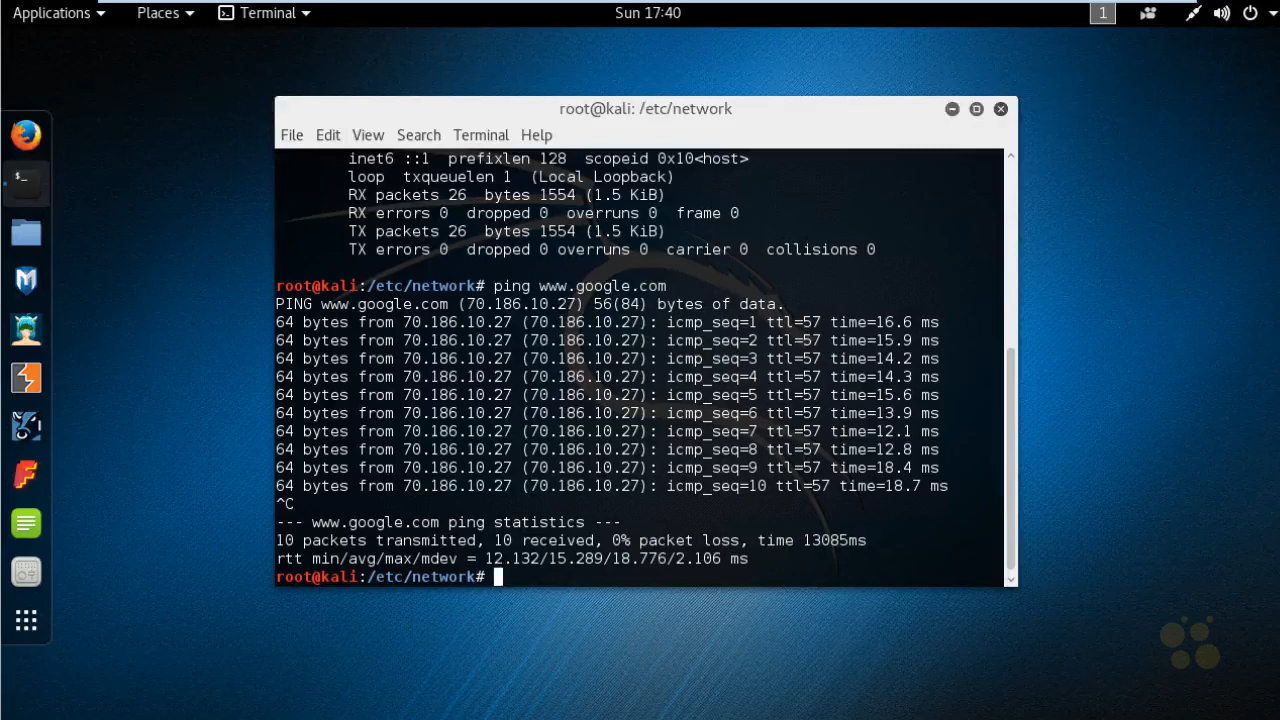 Applications Places Terminal Sun 17:40 1
root@kali: /etc/network
File Edit View Search Terminal Help
inet6 ::1  prefixlen 128  scopeid 0x10<host>
loop  txqueuelen 1  (Local Loopback)
RX packets 26  bytes 1554 (1.5 KiB)
RX errors 0  dropped 0  overruns 0  frame 0
TX packets 26  bytes 1554 (1.5 KiB)
TX errors 0  dropped 0 overruns 0  carrier 0  collisions 0
root@kali:/etc/network# ping www.google.com
PING www.google.com (70.186.10.27) 56(84) bytes of data.
64 bytes from 70.186.10.27 (70.186.10.27): icmp_seq=1 ttl=57 time=16.6 ms
64 bytes from 70.186.10.27 (70.186.10.27): icmp_seq=2 ttl=57 time=15.9 ms
64 bytes from 70.186.10.27 (70.186.10.27): icmp_seq=3 ttl=57 time=14.2 ms
64 bytes from 70.186.10.27 (70.186.10.27): icmp_seq=4 ttl=57 time=14.3 ms
64 bytes from 70.186.10.27 (70.186.10.27): icmp_seq=5 ttl=57 time=15.6 ms
64 bytes from 70.186.10.27 (70.186.10.27): icmp_seq=6 ttl=57 time=13.9 ms
64 bytes from 70.186.10.27 (70.186.10.27): icmp_seq=7 ttl=57 time=12.1 ms
64 bytes from 70.186.10.27 (70.186.10.27): icmp_seq=8 ttl=57 time=12.8 ms
64 bytes from 70.186.10.27 (70.186.10.27): icmp_seq=9 ttl=57 time=18.4 ms
64 bytes from 70.186.10.27 (70.186.10.27): icmp_seq=10 ttl=57 time=18.7 ms
^C
--- www.google.com ping statistics ---
10 packets transmitted, 10 received, 0% packet loss, time 13085ms
rtt min/avg/max/mdev = 12.132/15.289/18.776/2.106 ms
root@kali:/etc/network#